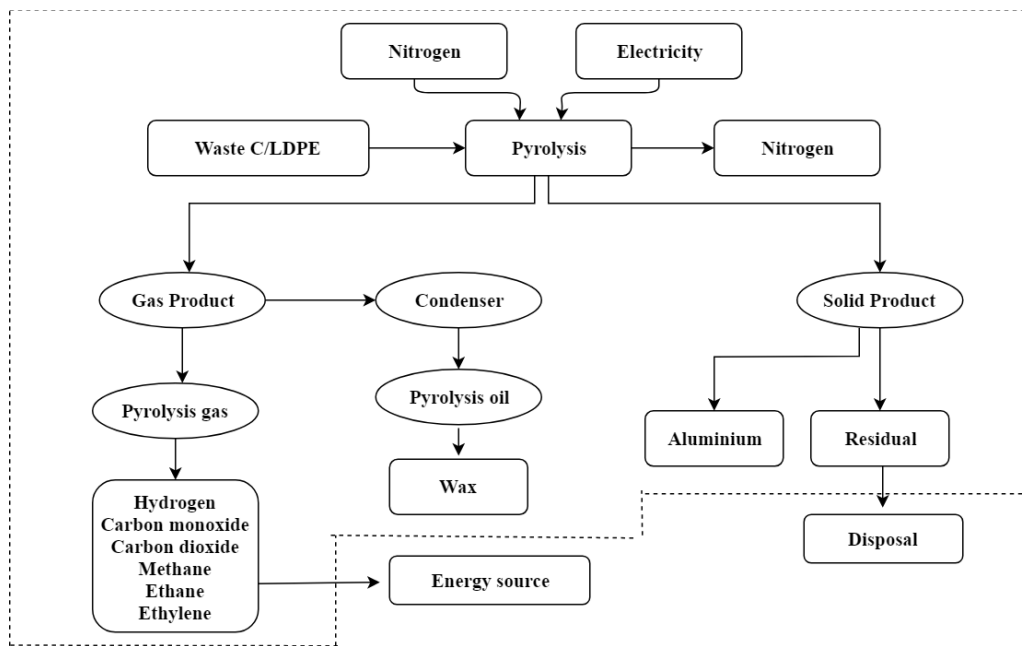 Nitrogen
Electricity
Waste C/LDPE
Pyrolysis
Nitrogen
Gas Product
Condenser
Solid Product
Pyrolysis gas
Pyrolysis oil
Aluminium
Residual
Wax
Hydrogen
Carbon monoxide
Carbon dioxide
Methane
Ethane
Ethylene
Disposal
Energy source